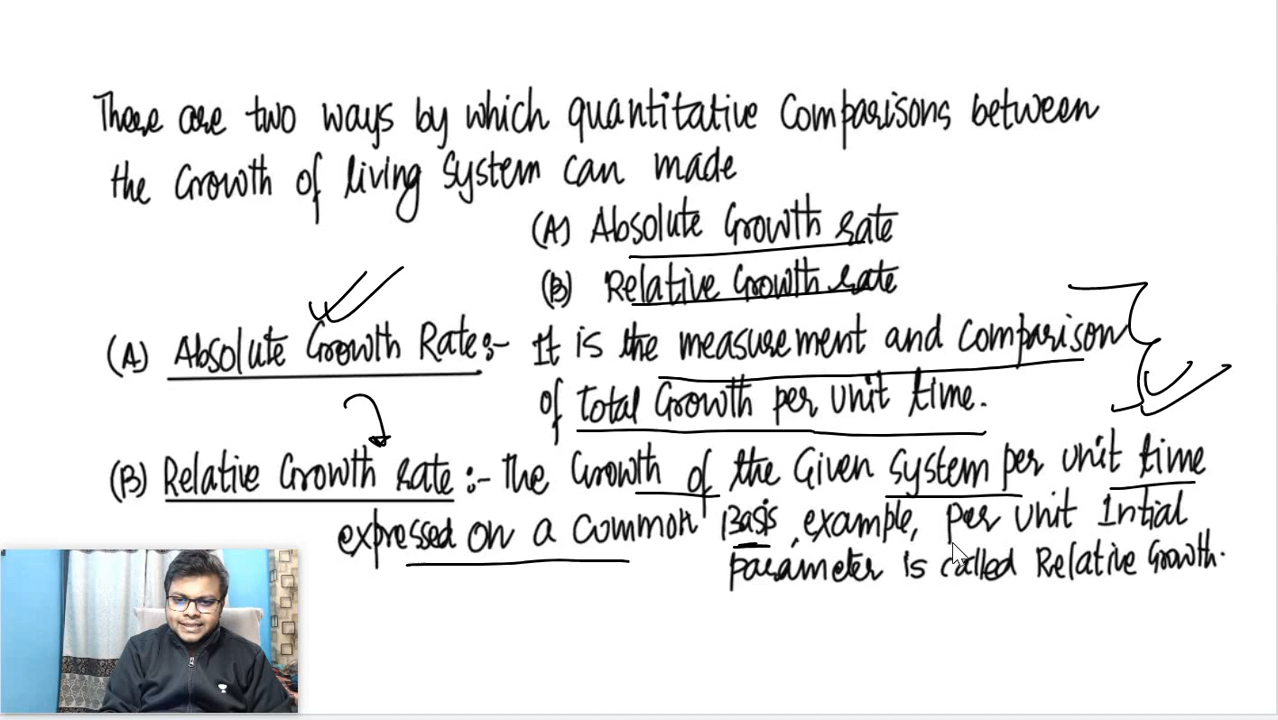 There are two ways by which quantitative Comparisons between
the Growth of living system can made
(A) Absolute Growth rate
(B) Relative Growth rate
(A) Absolute Growth Rate:- It is the measurement and comparison
of total Growth per unit time.
(B) Relative Growth rate :- the Growth of the Given system per unit time
expressed on a common Basis, example, per unit Intial
parameter is called Relative Growth.